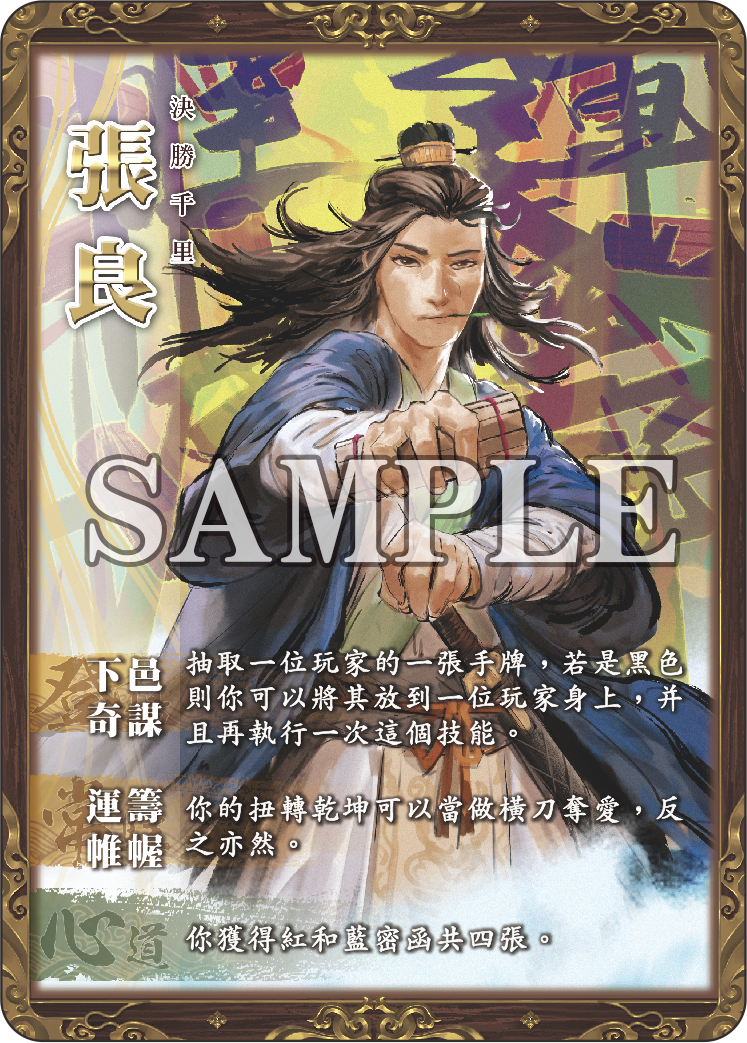 決勝千里
張良
SAMPLE
登
下邑
奇謀
抽取一位玩家的一張手牌，若是黑色
則你可以將其放到一位玩家身上，并
且再執行一次這個技能。
常
運籌
帷幄
你的扭轉乾坤可以當做橫刀奪愛，反
之亦然。
心道
你獲得紅和藍密函共四張。